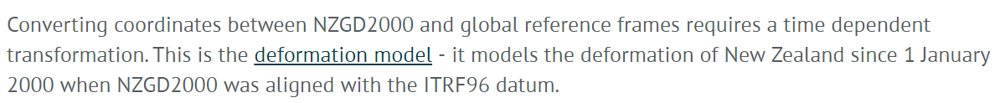 Converting coordinates between NZGD2000 and global reference frames requires a time dependent
transformation. This is the deformation model - it models the deformation of New Zealand since 1 January
2000 when NZGD2000 was aligned with the ITRF96 datum.